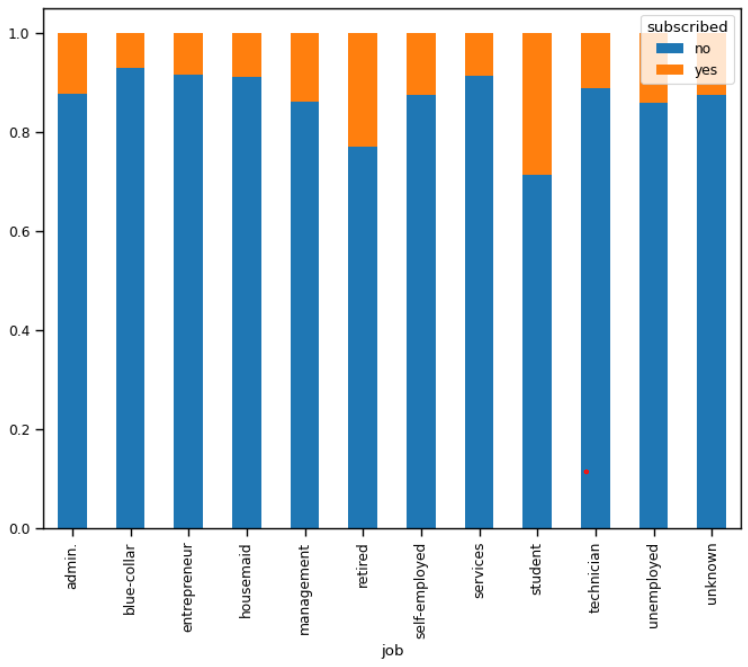 subscribed
no
yes
1.0
0.8
0.6
0.4
0.2
0.0
admin.
blue-collar
entrepreneur
housemaid
management
retired
self-employed
services
student
technician
unemployed
unknown
job